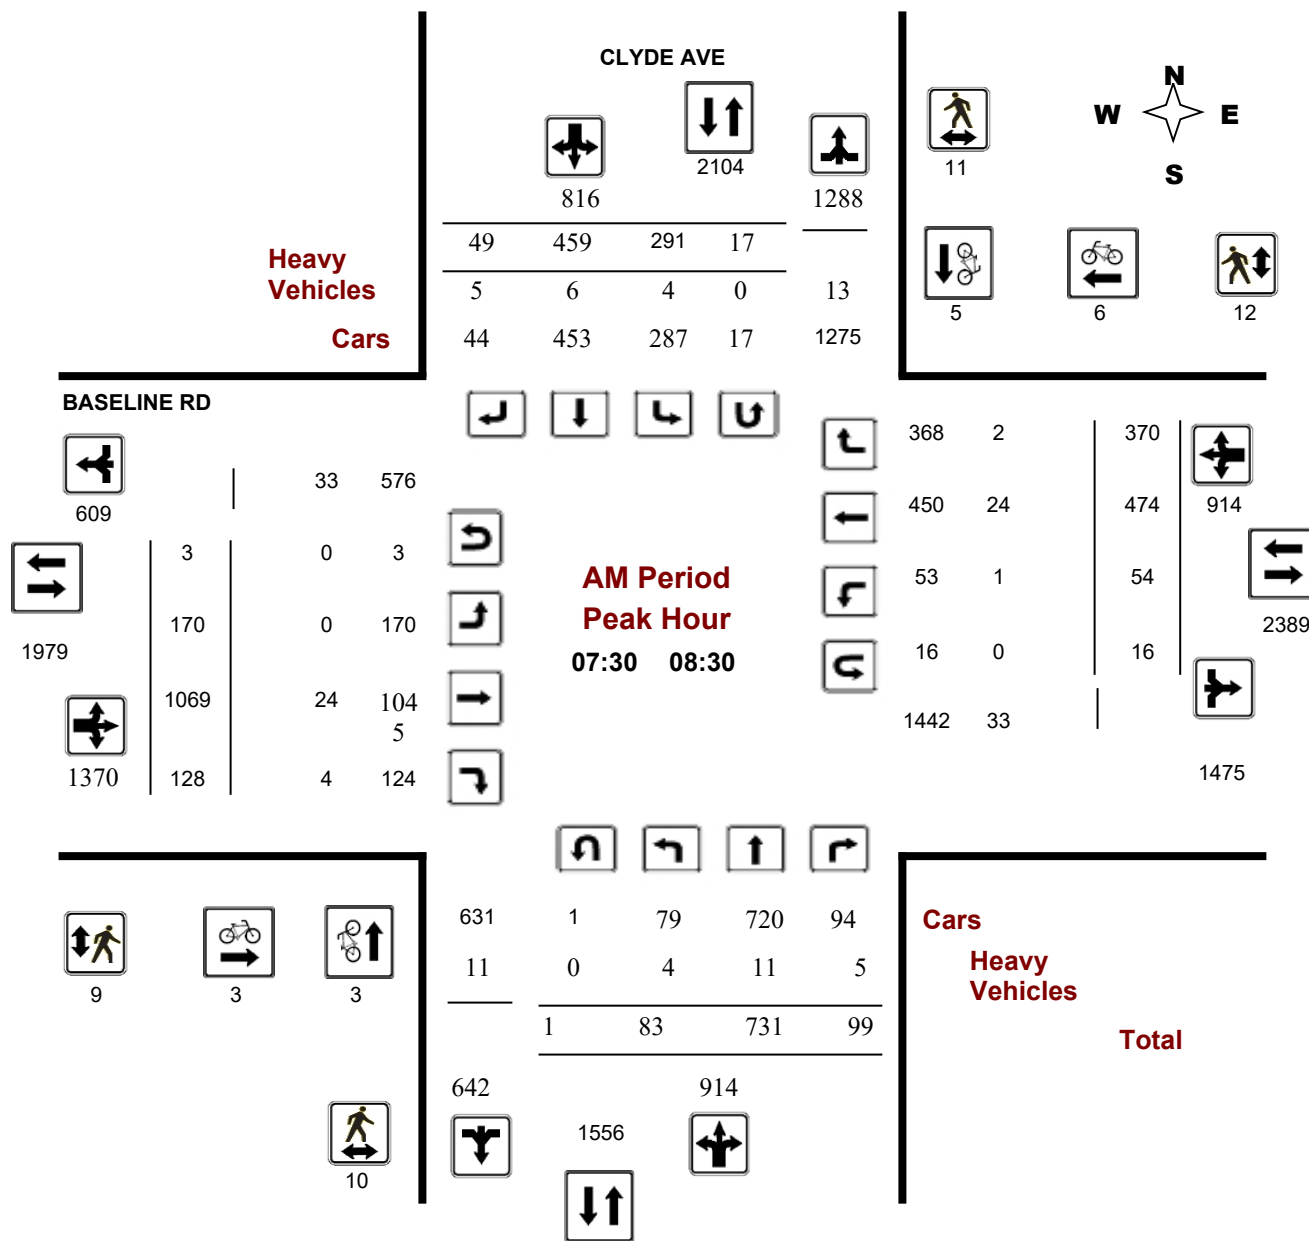 CLYDE AVE
N
W E
S
2104
11
816
1288
49 459 291 17
Heavy
Vehicles
5 6 4 0 13
5 6 12
Cars
44 453 287 17 1275
BASELINE RD
368 2 370
33 576
450 24 474 914
609
3 0 3
AM Period
53 1 54
Peak Hour
170 0 170
2389
1979
07:30 08:30
16 0 16
1069 24 104
5
1442 33
1370 128 4 124
1475
631 1 79 720 94
Cars
11 0 4 11 5
Heavy
Vehicles
9 3 3
1 83 731 99
Total
642 914
1556
10